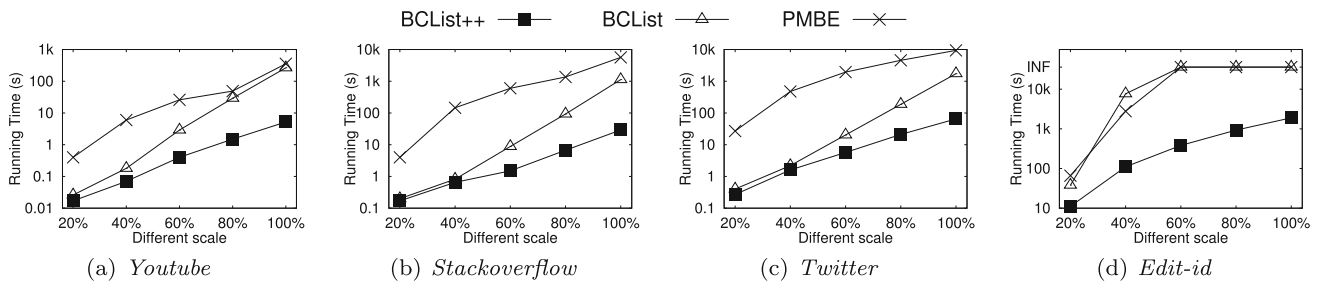 BCList++ BCList PMBE
Running Time (s)
1k
100
10
1
0.1
0.01
20% 40% 60% 80% 100%
Different scale
(a) Youtube
Running Time (s)
10k
1k
100
10
1
0.1
20% 40% 60% 80% 100%
Different scale
(b) Stackoverflow
Running Time (s)
10k
1k
100
10
1
0.1
20% 40% 60% 80% 100%
Different scale
(c) Twitter
Running Time (s)
INF
10k
1k
100
10
20% 40% 60% 80% 100%
Different scale
(d) Edit-id